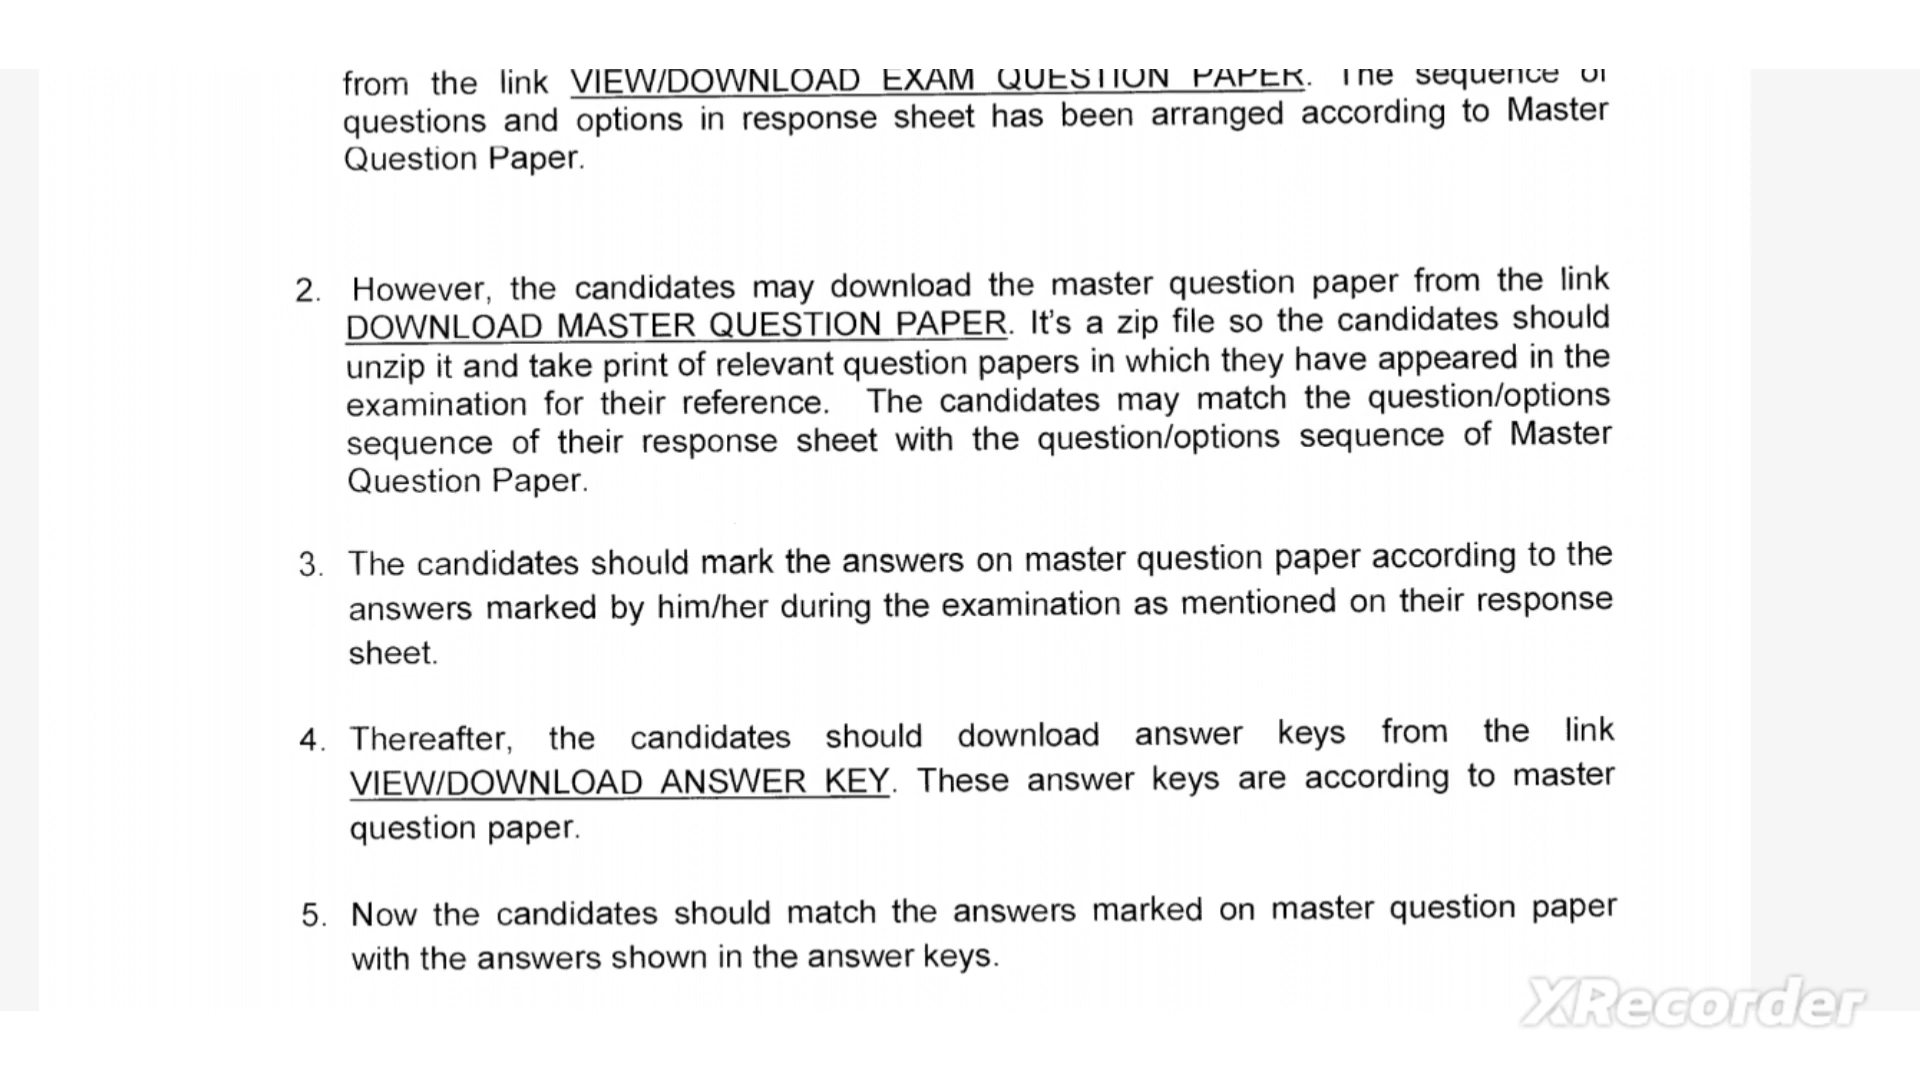 from the link VIEW/DOWNLOAD EXAM QUESTION PAPER. The sequence of
questions and options in response sheet has been arranged according to Master
Question Paper.
2. However, the candidates may download the master question paper from the link
DOWNLOAD MASTER QUESTION PAPER. It's a zip file so the candidates should
unzip it and take print of relevant question papers in which they have appeared in the
examination for their reference. The candidates may match the question/options
sequence of their response sheet with the question/options sequence of Master
Question Paper.
3. The candidates should mark the answers on master question paper according to the
answers marked by him/her during the examination as mentioned on their response
sheet.
4. Thereafter, the candidates should download answer keys from the link
VIEW/DOWNLOAD ANSWER KEY. These answer keys are according to master
question paper.
5. Now the candidates should match the answers marked on master question paper
with the answers shown in the answer keys.
XRecorder